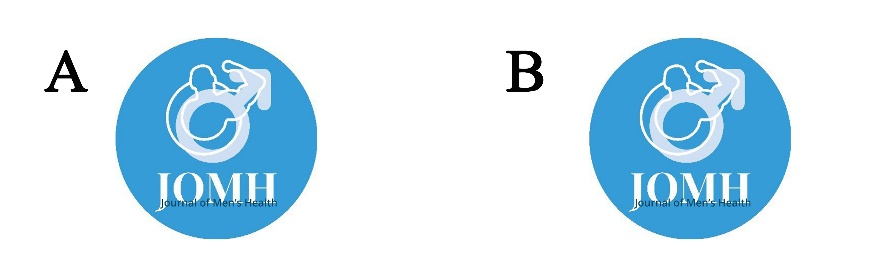 A
JOMH
Journal of Men's Health
B
JOMH
Journal of Men's Health